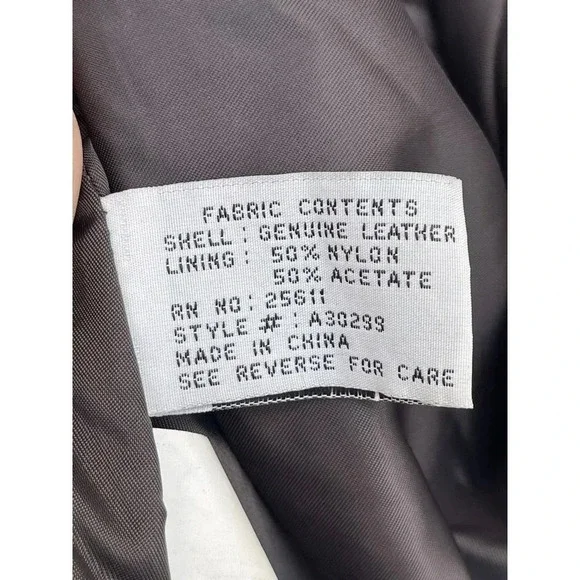 FABRIC CONTENTS
SHELL: GENUINE LEATHER
LINING: 50% NYLON
50% ACETATE
RN NO: 25611
STYLE #: A38299
MADE IN CHINA
SEE REVERSE FOR CARE